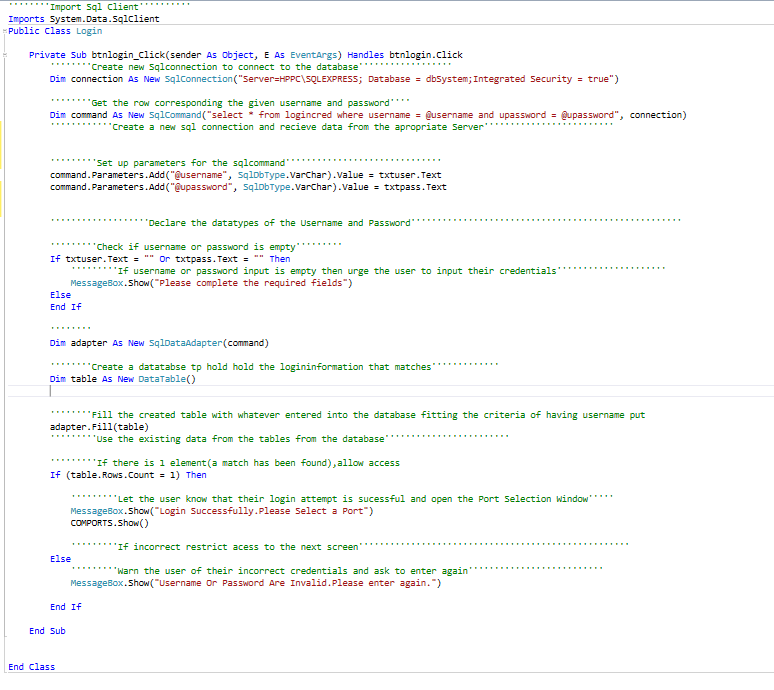 ''''''''Import Sql Client''''''''''
Imports System.Data.SqlClient
Public Class Login
Private Sub btnlogin_Click(sender As Object, E As EventArgs) Handles btnlogin.Click
''''''''Create new Sqlconnection to connect to the database''''''''''''''''''
Dim connection As New SqlConnection("Server=HPPC\SQLEXPRESS; Database = dbSystem;Integrated Security = true")
''''''''Get the row corresponding the given username and password''''
Dim command As New SqlCommand("select * from logincred where username = @username and upassword = @upassword", connection)
''''''''''''Create a new sql connection and recieve data from the apropriate Server'''''''''''''''''''''''''
'''''''''Set up parameters for the sqlcommand''''''''''''''''''''''''''''''
command.Parameters.Add("@username", SqlDbType.VarChar).Value = txtuser.Text
command.Parameters.Add("@upassword", SqlDbType.VarChar).Value = txtpass.Text
'''''''''''''''''''Declare the datatypes of the Username and Password''''''''''''''''''''''''''''''''''''''''''''''''''''
'''''''''Check if username or password is empty'''''''''
If txtuser.Text = "" Or txtpass.Text = "" Then
'''''''''If username or password input is empty then urge the user to input their credentials'''''''''''''''''''''
MessageBox.Show("Please complete the required fields")
Else
End If
''''''''
Dim adapter As New SqlDataAdapter(command)
''''''''Create a datatabse tp hold hold the logininformation that matches'''''''''''''
Dim table As New DataTable()
''''''''Fill the created table with whatever entered into the database fitting the criteria of having username put
adapter.Fill(table)
'''''''''Use the existing data from the tables from the database''''''''''''''''''''''''
'''''''''If there is 1 element(a match has been found),allow access
If (table.Rows.Count = 1) Then
'''''''''Let the user know that their login attempt is sucessful and open the Port Selection Window'''''
MessageBox.Show("Login Successfully.Please Select a Port")
COMPORTS.Show()
'''''''''If incorrect restrict acess to the next screen''''''''''''''''''''''''''''''''''''''''''''''''''''
Else
'''''''''Warn the user of their incorrect credentials and ask to enter again''''''''''''''''''''''''''
MessageBox.Show("Username Or Password Are Invalid.Please enter again.")
End If
End Sub
End Class